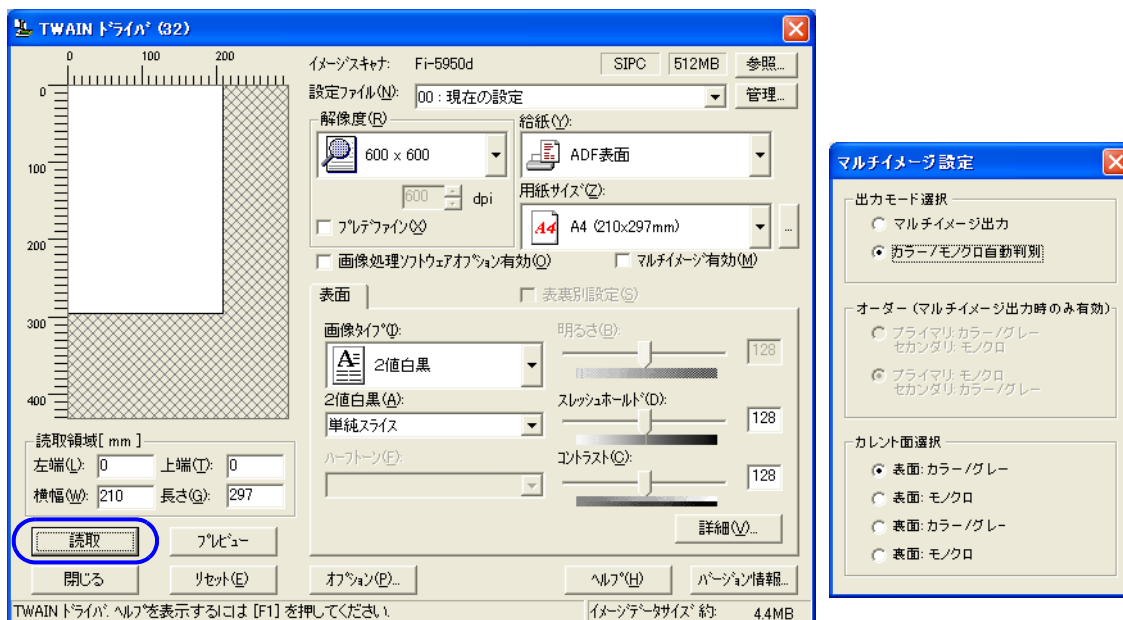 TWAIN ドライバ (32)
0 100 200
0
100
200
300
400
イメージスキャナ: Fi-5950d SIPC 512MB 参照...
設定ファイル(N): 00 : 現在の設定 管理...
解像度(R)
600 × 600
600 dpi
プレデファイン(X)
給紙(Y):
ADF表面
用紙サイズ(Z):
A4 A4 (210x297mm) ...
画像処理ソフトウェアオプション有効(O) マルチイメージ有効(M)
表面 表裏別設定(S)
画像タイプ(I):
A 2値白黒
2値白黒(A):
単純スライス
ハーフトーン(F):
明るさ(B):
128
スレッショホールド(D):
128
コントラスト(C):
128
詳細(V)...
読取領域[ mm ]
左端(L): 0 上端(T): 0
横幅(W): 210 長さ(G): 297
読取 プレビュー
閉じる リセット(E) オプション(P)... ヘルプ(H) バージョン情報...
TWAIN ドライバ. ヘルプを表示するには [F1] を押してください. イメージデータサイズ 約: 4.4MB
マルチイメージ設定
出力モード選択
マルチイメージ出力
カラー/モノクロ自動判別
オーダー (マルチイメージ出力時のみ有効)
プライマリ: カラー/グレー
セカンダリ: モノクロ
プライマリ: モノクロ
セカンダリ: カラー/グレー
カレント面選択
表面: カラー/グレー
表面: モノクロ
裏面: カラー/グレー
裏面: モノクロ